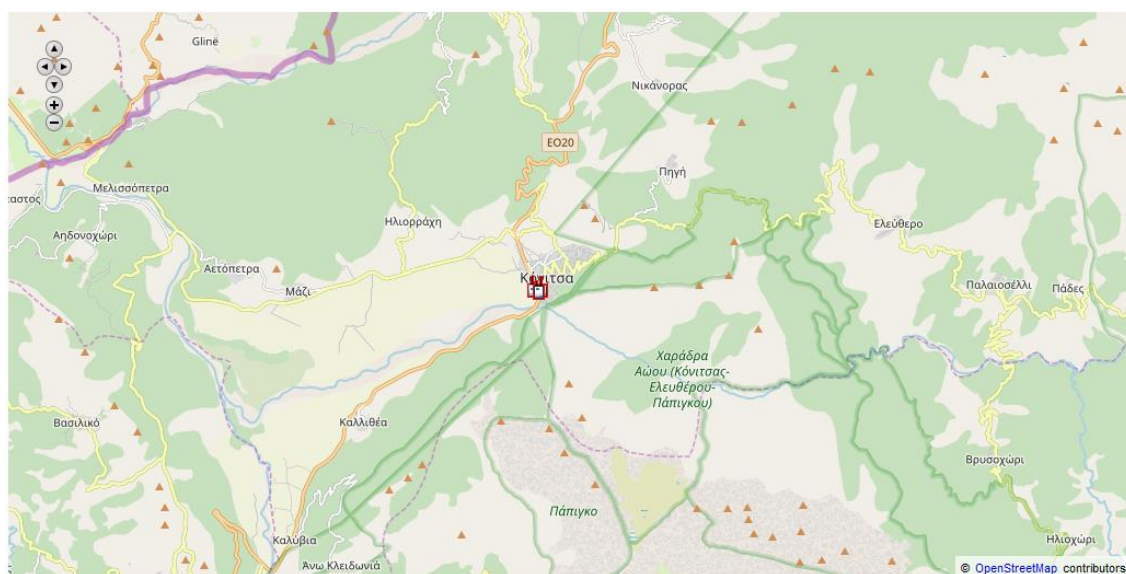 Glinë
Νικάνορας
ΕΟ20
Πηγή
Μελισσόπετρα
καστος
Ηλιορράχη
Ελεύθερο
Αηδονοχώρι
Αετόπετρα
Κόνιτσα
Μάζι
Παλαιοσέλλι
Πάδες
Χαράδρα
Αώου (Κόνιτσας-
Ελευθέρου-
Πάπιγκου)
Βασιλικό
Καλλιθέα
Βρυσοχώρι
Πάπιγκο
Καλύβια
Ηλιοχώρι
Άνω Κλειδωνιά
© OpenStreetMap contributors